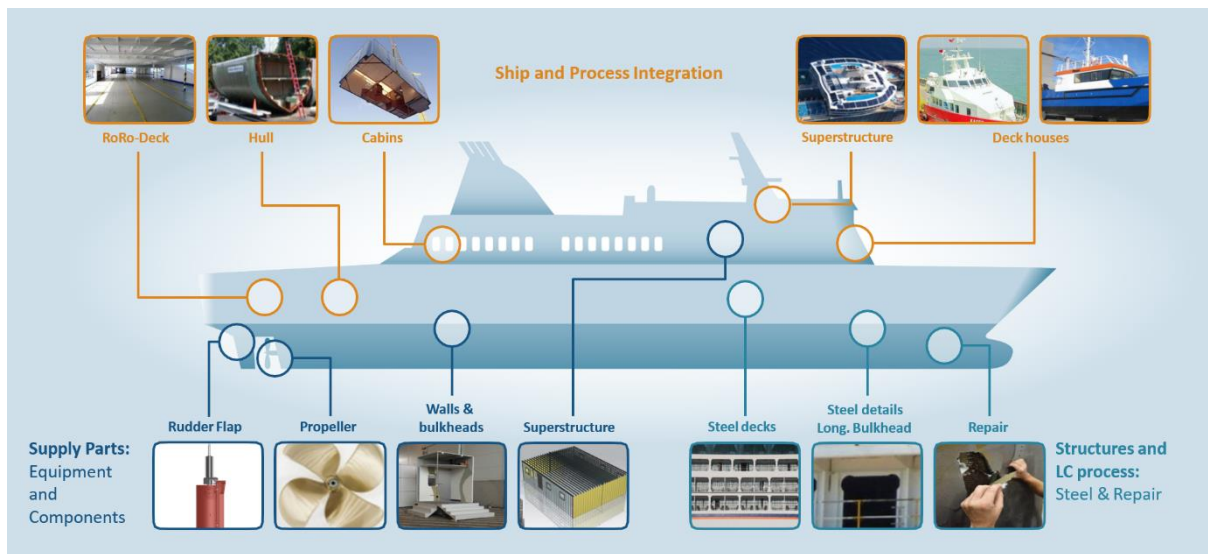 Ship and Process Integration
RoRo-Deck
Hull
Cabins
Superstructure
Deck houses
Rudder Flap
Propeller
Walls &
bulkheads
Superstructure
Steel decks
Steel details
Long. Bulkhead
Repair
Supply Parts:
Equipment
and
Components
Structures and
LC process:
Steel & Repair